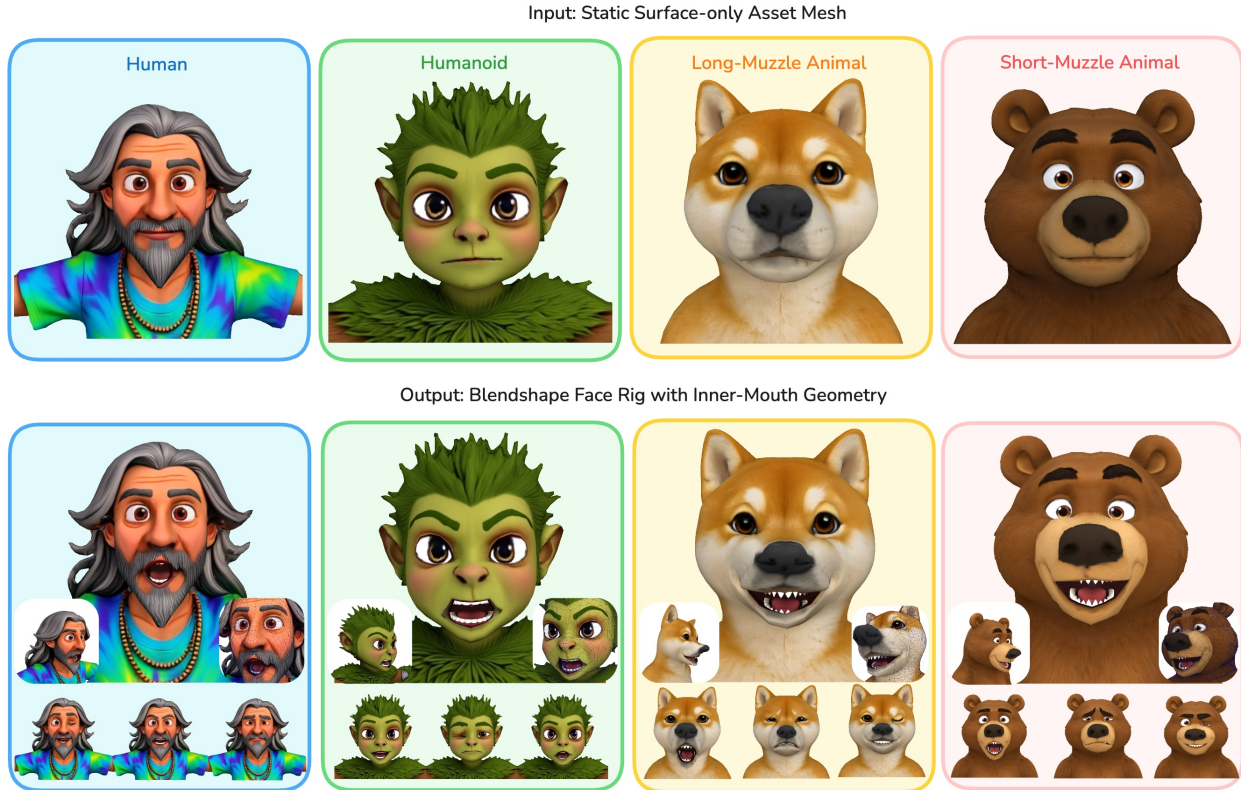 Input: Static Surface-only Asset Mesh
Human
Humanoid
Long-Muzzle Animal
Short-Muzzle Animal
Output: Blendshape Face Rig with Inner-Mouth Geometry